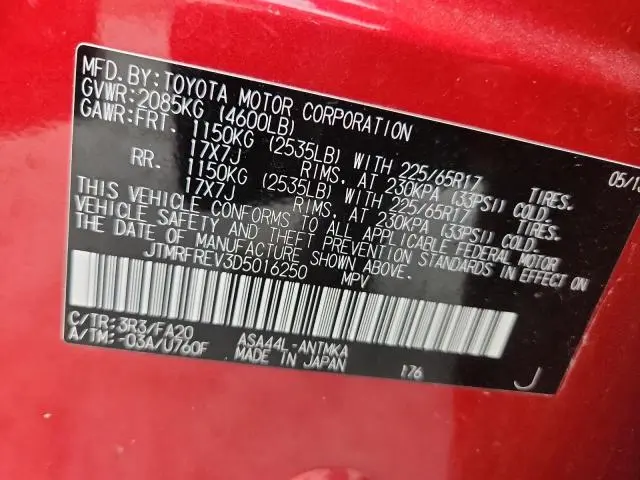 MFD. BY: TOYOTA MOTOR CORPORATION 05/1
GVWR: 2085KG (4600LB)
GAWR: FRT. 1150KG (2535LB) WITH 225/65R17 TIRES.
17X7J RIMS. AT 230KPA (33PSI) COLD.
RR. 1150KG (2535LB) WITH 225/65R17 TIRES.
17X7J RIMS. AT 230KPA (33PSI) COLD.
THIS VEHICLE CONFORMS TO ALL APPLICABLE FEDERAL MOTOR
VEHICLE SAFETY AND THEFT PREVENTION STANDARDS IN EFFECT ON
THE DATE OF MANUFACTURE SHOWN ABOVE.
JTMRFREV3D5016250 MPV
C/TR: 3R3/FA20 ASA44L-ANTMKA
A/TM: -03A/U760F MADE IN JAPAN 176 J